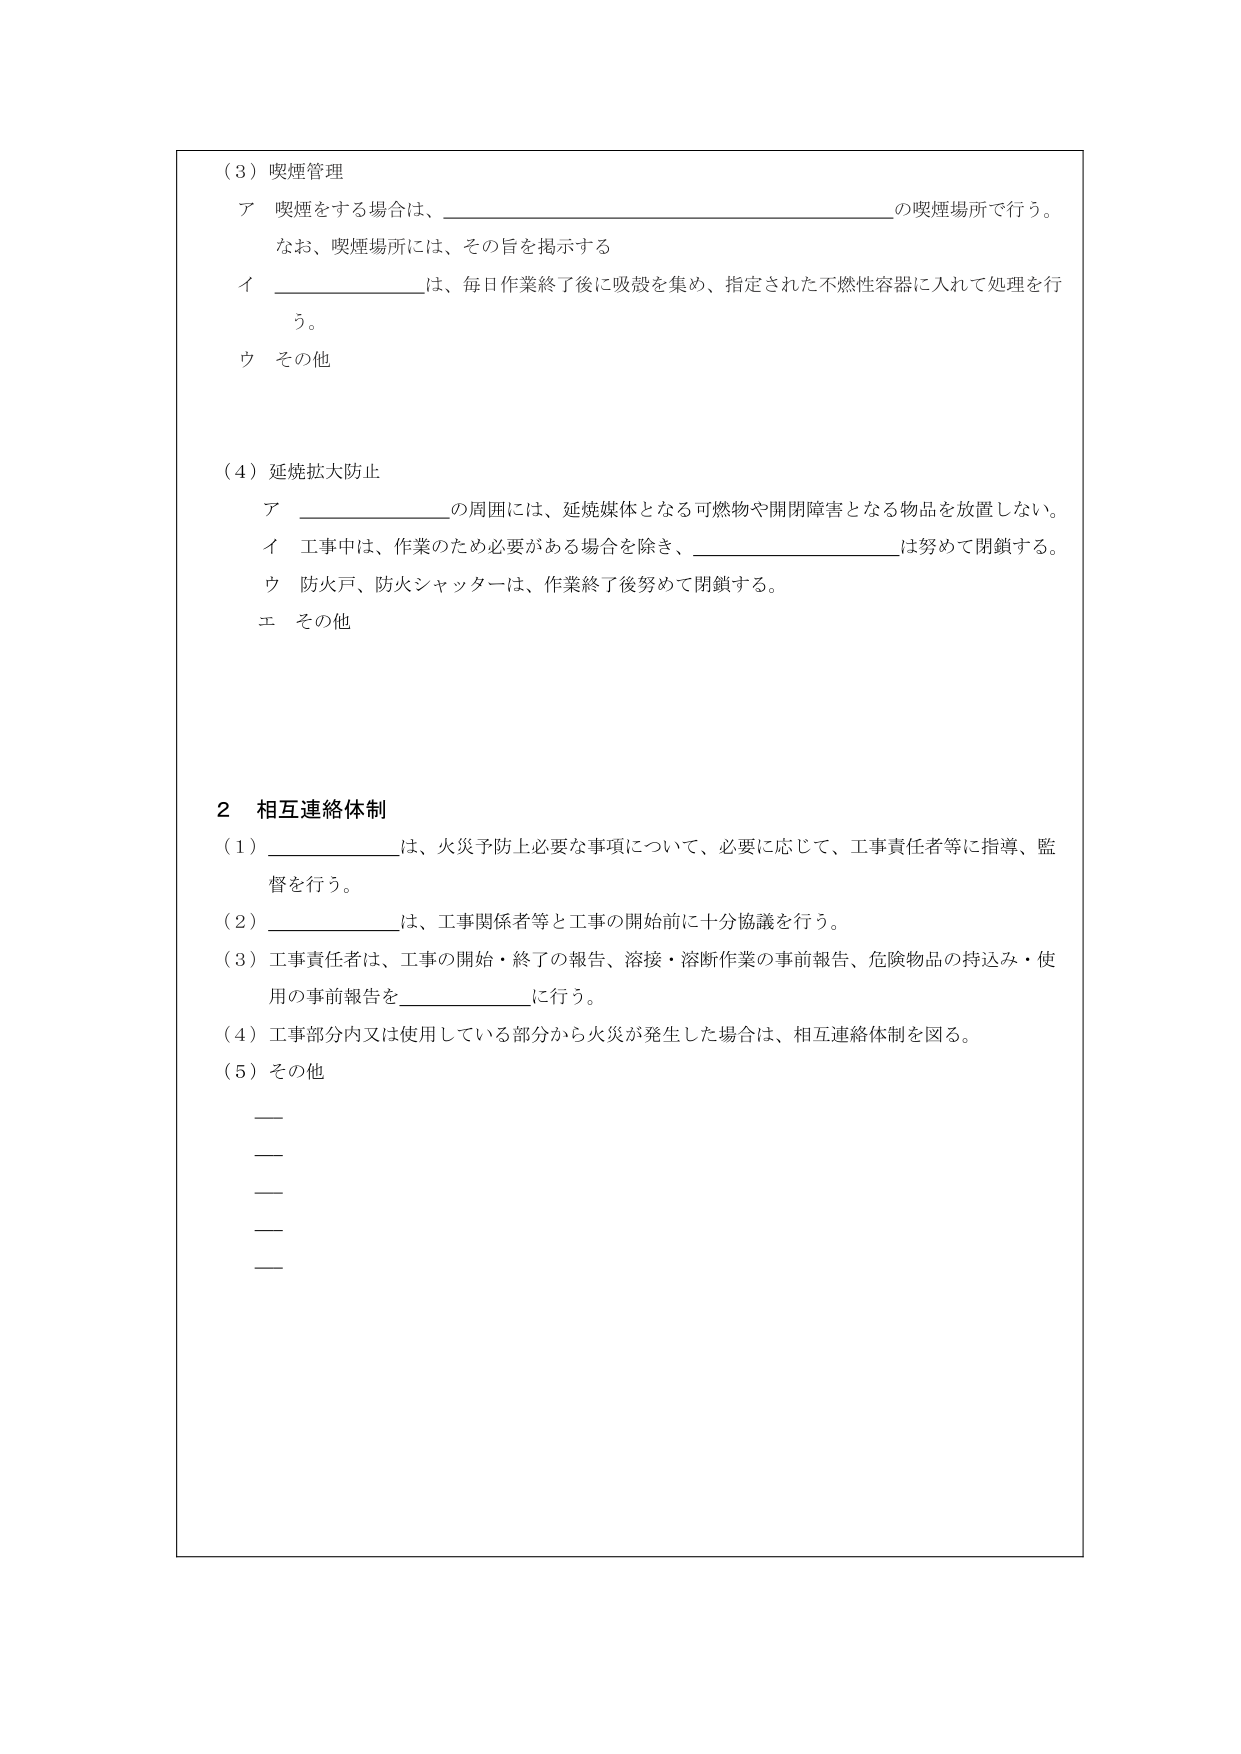 （３）喫煙管理
ア　喫煙をする場合は、＿＿＿＿＿＿＿＿＿＿＿＿＿＿＿＿＿＿＿＿＿＿＿＿の喫煙場所で行う。
なお、喫煙場所には、その旨を掲示する
イ　＿＿＿＿＿＿＿＿は、毎日作業終了後に吸殻を集め、指定された不燃性容器に入れて処理を行
う。
ウ　その他
（４）延焼拡大防止
ア　＿＿＿＿＿＿＿＿の周囲には、延焼媒体となる可燃物や開閉障害となる物品を放置しない。
イ　工事中は、作業のため必要がある場合を除き、＿＿＿＿＿＿＿＿＿＿＿は努めて閉鎖する。
ウ　防火戸、防火シャッターは、作業終了後努めて閉鎖する。
エ　その他
２　相互連絡体制
（１）＿＿＿＿＿＿＿は、火災予防上必要な事項について、必要に応じて、工事責任者等に指導、監
督を行う。
（２）＿＿＿＿＿＿＿は、工事関係者等と工事の開始前に十分協議を行う。
（３）工事責任者は、工事の開始・終了の報告、溶接・溶断作業の事前報告、危険物品の持込み・使
用の事前報告を＿＿＿＿＿＿＿に行う。
（４）工事部分内又は使用している部分から火災が発生した場合は、相互連絡体制を図る。
（５）その他